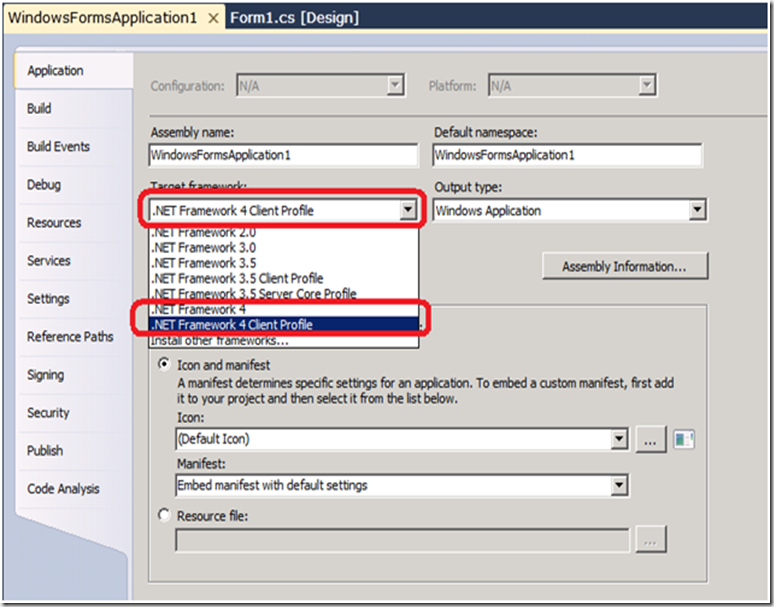 WindowsFormsApplication1 ×
Form1.cs [Design]
Application
Build
Build Events
Debug
Resources
Services
Settings
Reference Paths
Signing
Security
Publish
Code Analysis
Configuration: N/A
Platform: N/A
Assembly name:
WindowsFormsApplication1
Default namespace:
WindowsFormsApplication1
Target framework:
.NET Framework 4 Client Profile
Output type:
Windows Application
.NET Framework 2.0
.NET Framework 3.0
.NET Framework 3.5
.NET Framework 3.5 Client Profile
.NET Framework 3.5 Server Core Profile
.NET Framework 4
.NET Framework 4 Client Profile
Install other frameworks...
Assembly Information...
Icon and manifest
A manifest determines specific settings for an application. To embed a custom manifest, first add
it to your project and then select it from the list below.
Icon:
(Default Icon)
...
Manifest:
Embed manifest with default settings
Resource file:
...